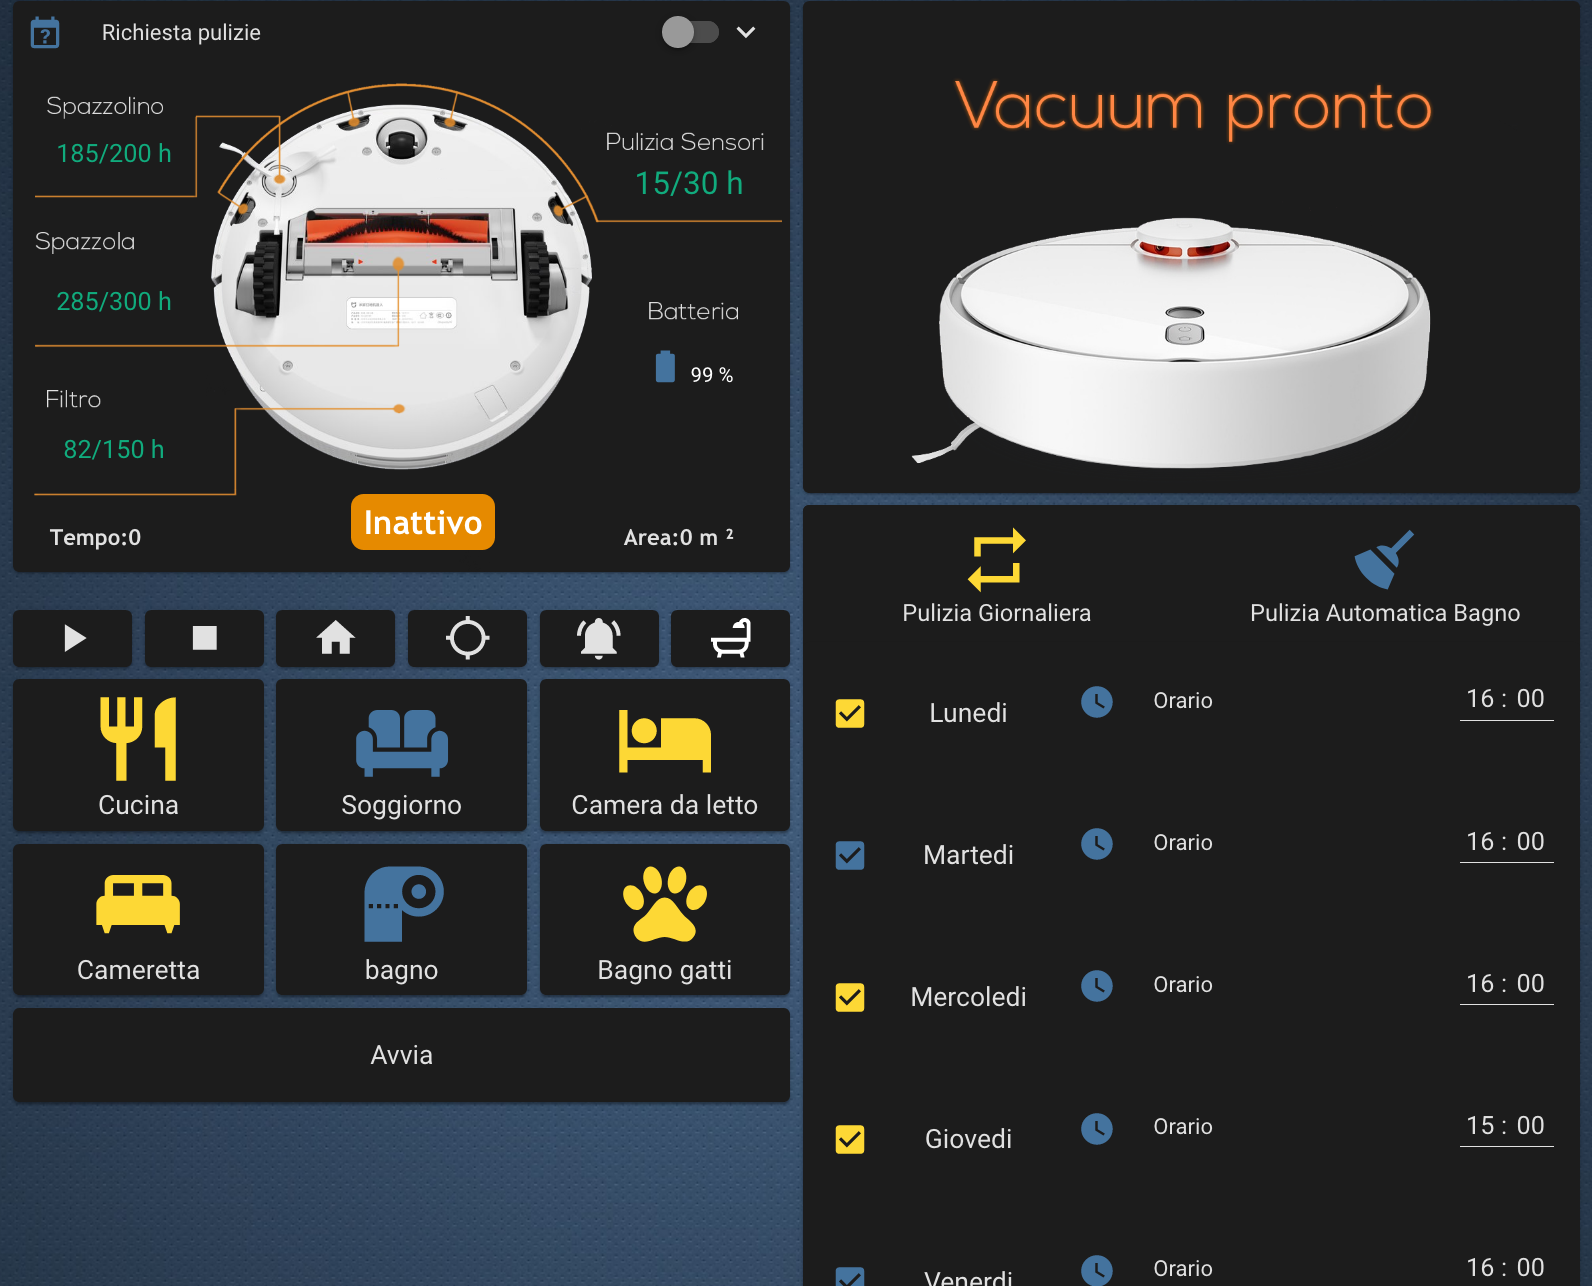 Richiesta pulizie
Spazzolino
185/200 h
Spazzola
285/300 h
Filtro
82/150 h
Pulizia Sensori
15/30 h
Batteria
99 %
Tempo:0
Inattivo
Area:0 m ²
Cucina
Soggiorno
Camera da letto
Cameretta
bagno
Bagno gatti
Avvia
Vacuum pronto
Pulizia Giornaliera
Pulizia Automatica Bagno
Lunedi Orario 16 : 00
Martedi Orario 16 : 00
Mercoledi Orario 16 : 00
Giovedi Orario 15 : 00
Venerdi Orario 16 : 00